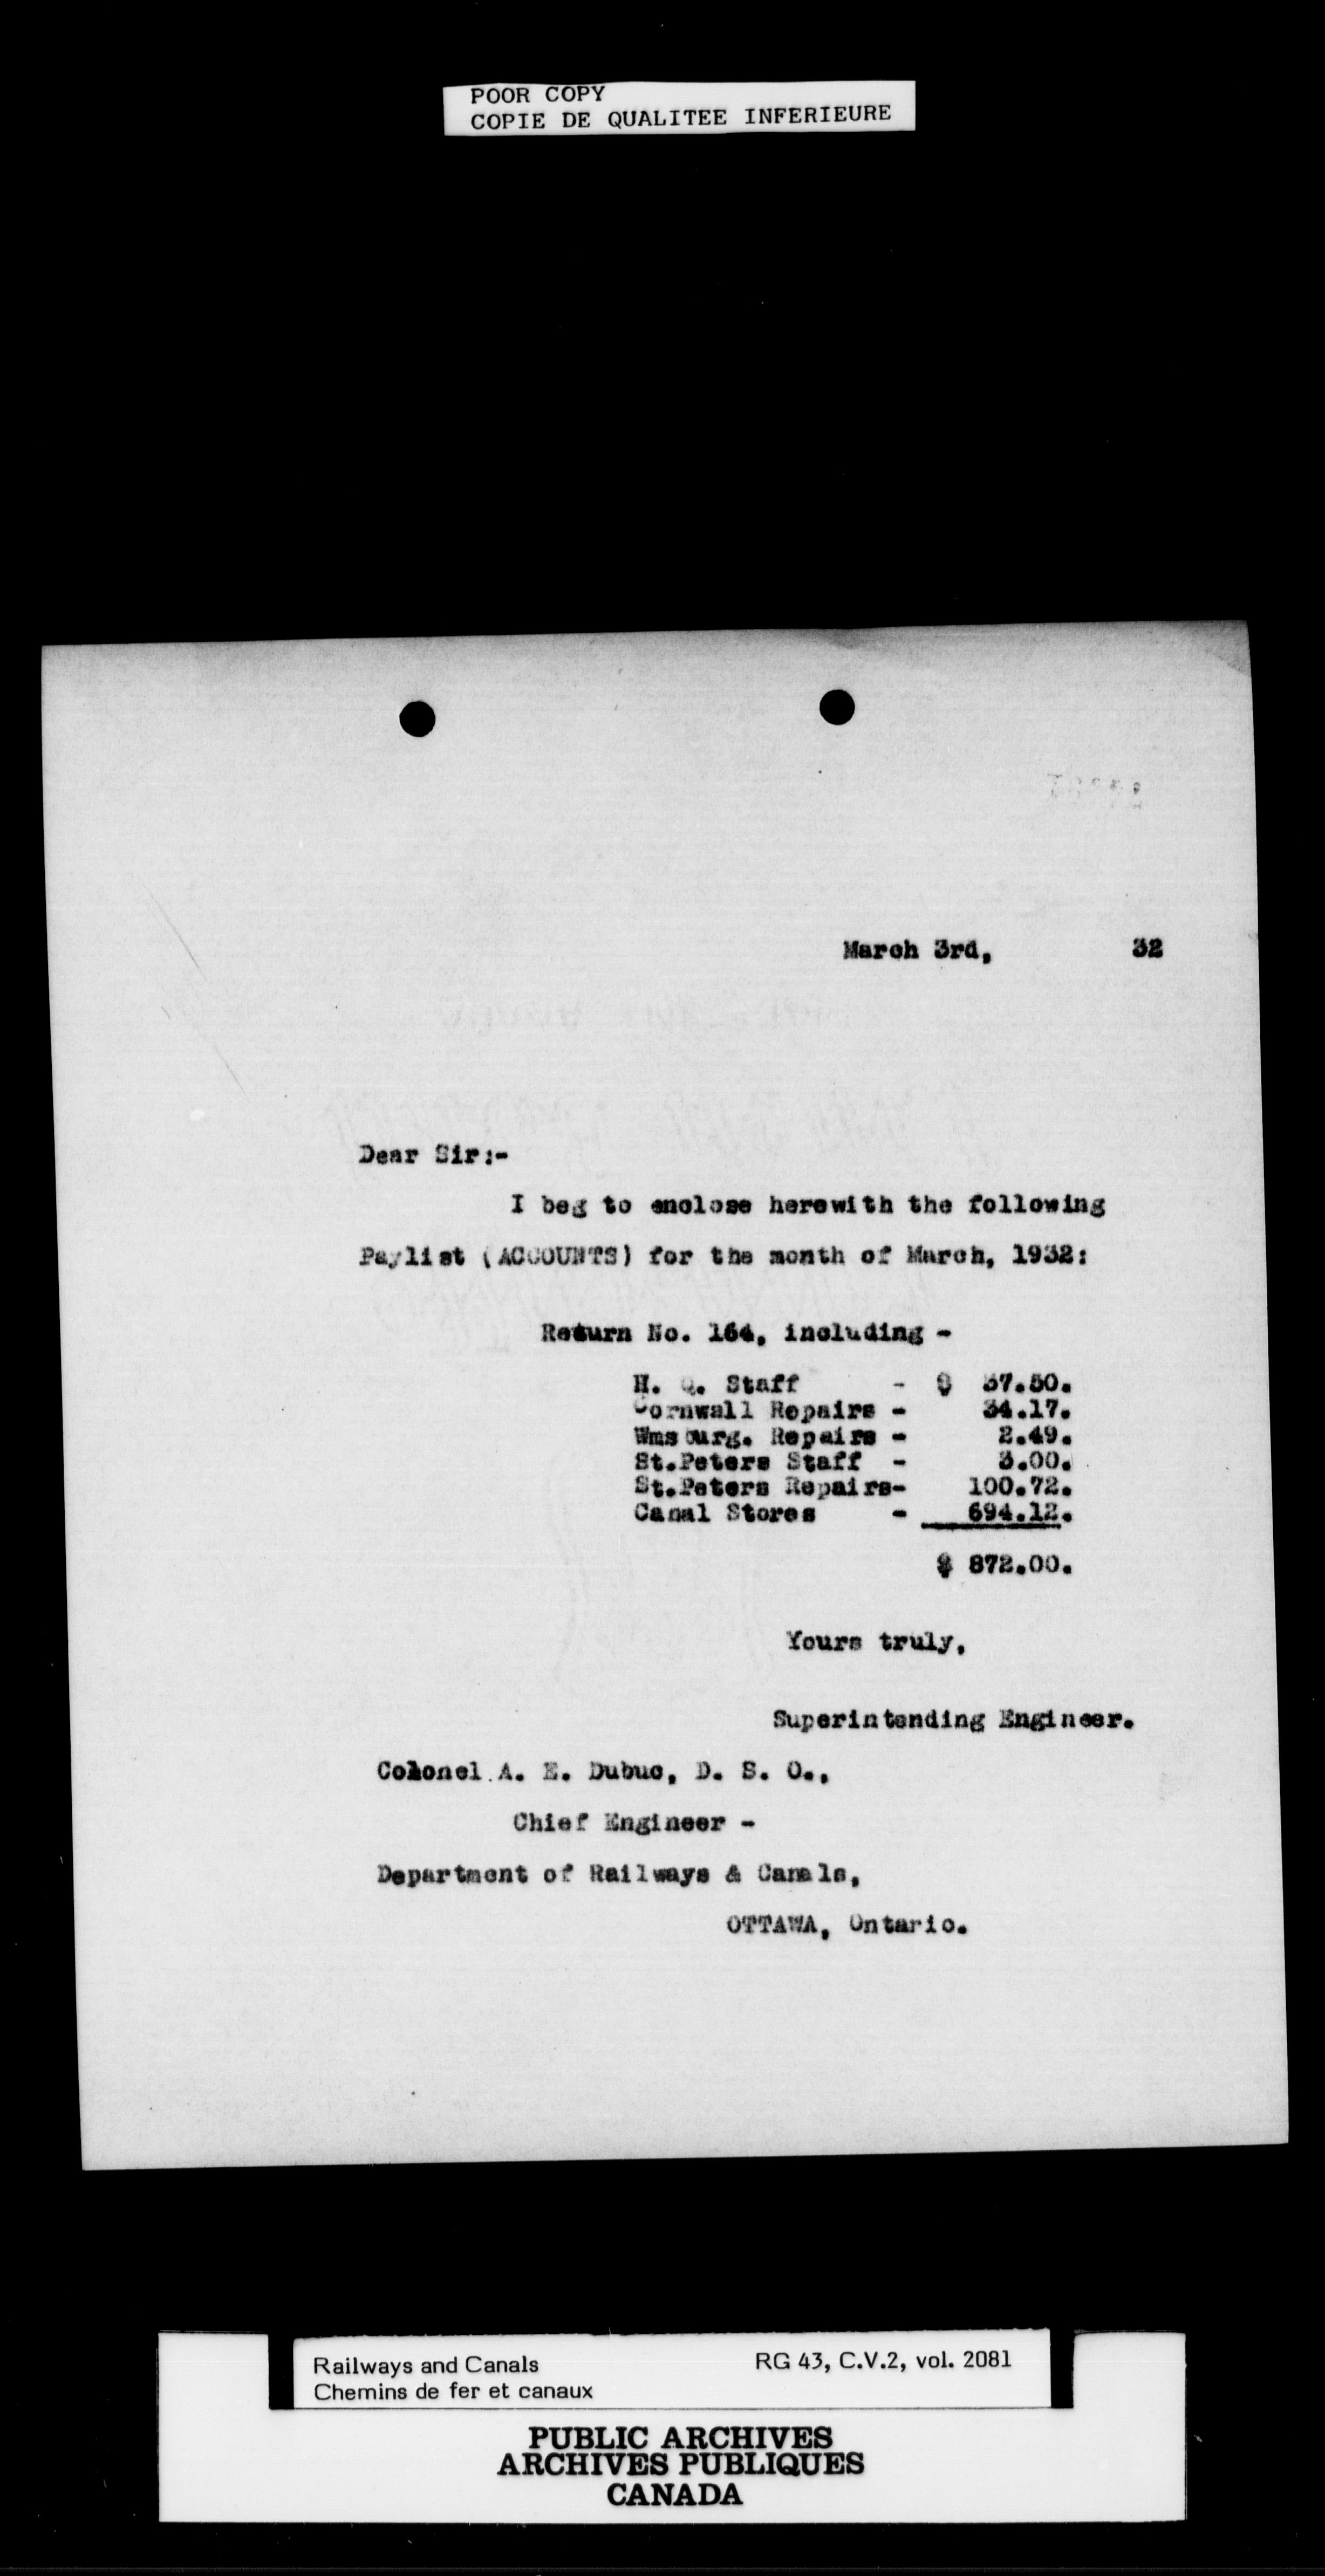 POOR COPY
COPIE DE QUALITEE INFERIEURE
March 3rd, 32
Dear Sir:-
I beg to enclose herewith the following
Paylist (ACCOUNTS) for the month of March, 1932:
Return No. 164, including -
H. Q. Staff - $ 37.50.
Cornwall Repairs - 34.17.
Wmsburg. Repairs - 2.49.
St.Peters Staff - 3.00.
St.Peters Repairs- 100.72.
Canal Stores - 694.12.
$ 872.00.
Yours truly,
Superintending Engineer.
Colonel A. E. Dubuc, D. S. O.,
Chief Engineer -
Department of Railways & Canals,
OTTAWA, Ontario.
Railways and Canals RG 43, C.V.2, vol. 2081
Chemins de fer et canaux
PUBLIC ARCHIVES
ARCHIVES PUBLIQUES
CANADA